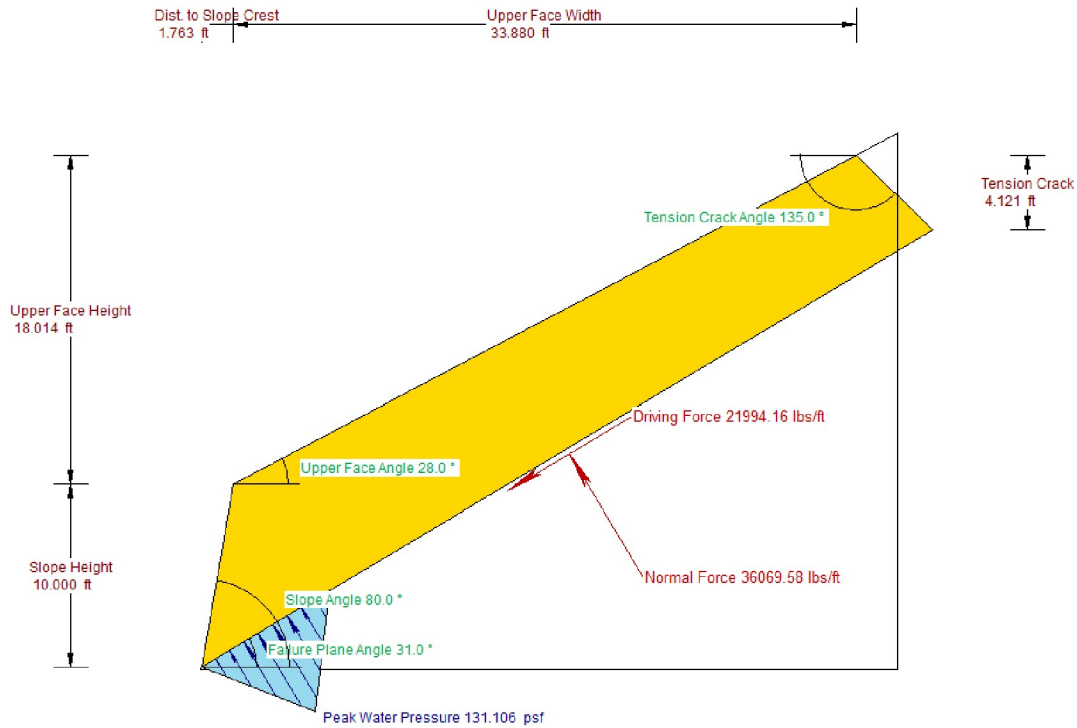 Dist. to Slope Crest
1.763 ft
Upper Face Width
33.880 ft
Tension Crack
4.121 ft
Tension Crack Angle 135.0 °
Upper Face Height
18.014 ft
Driving Force 21994.16 lbs/ft
Upper Face Angle 28.0 °
Slope Height
10.000 ft
Normal Force 36069.58 lbs/ft
Slope Angle 80.0 °
Failure Plane Angle 31.0 °
Peak Water Pressure 131.106 psf